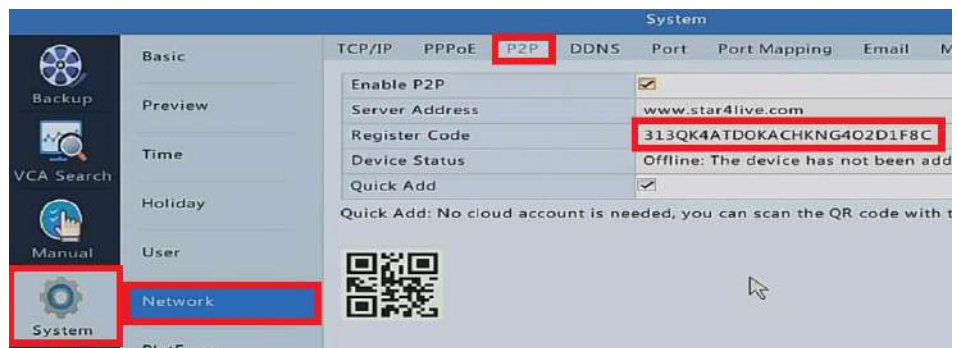 System
TCP/IP PPPoE P2P DDNS Port Port Mapping Email M
Basic
Enable P2P
Backup
Preview
Server Address www.star4live.com
Register Code 313QK4ATDOKACHKNG4O2D1F8C
Time
Device Status Offline: The device has not been add
VCA Search
Quick Add
Holiday
Quick Add: No cloud account is needed, you can scan the QR code with t
Manual
User
Network
System